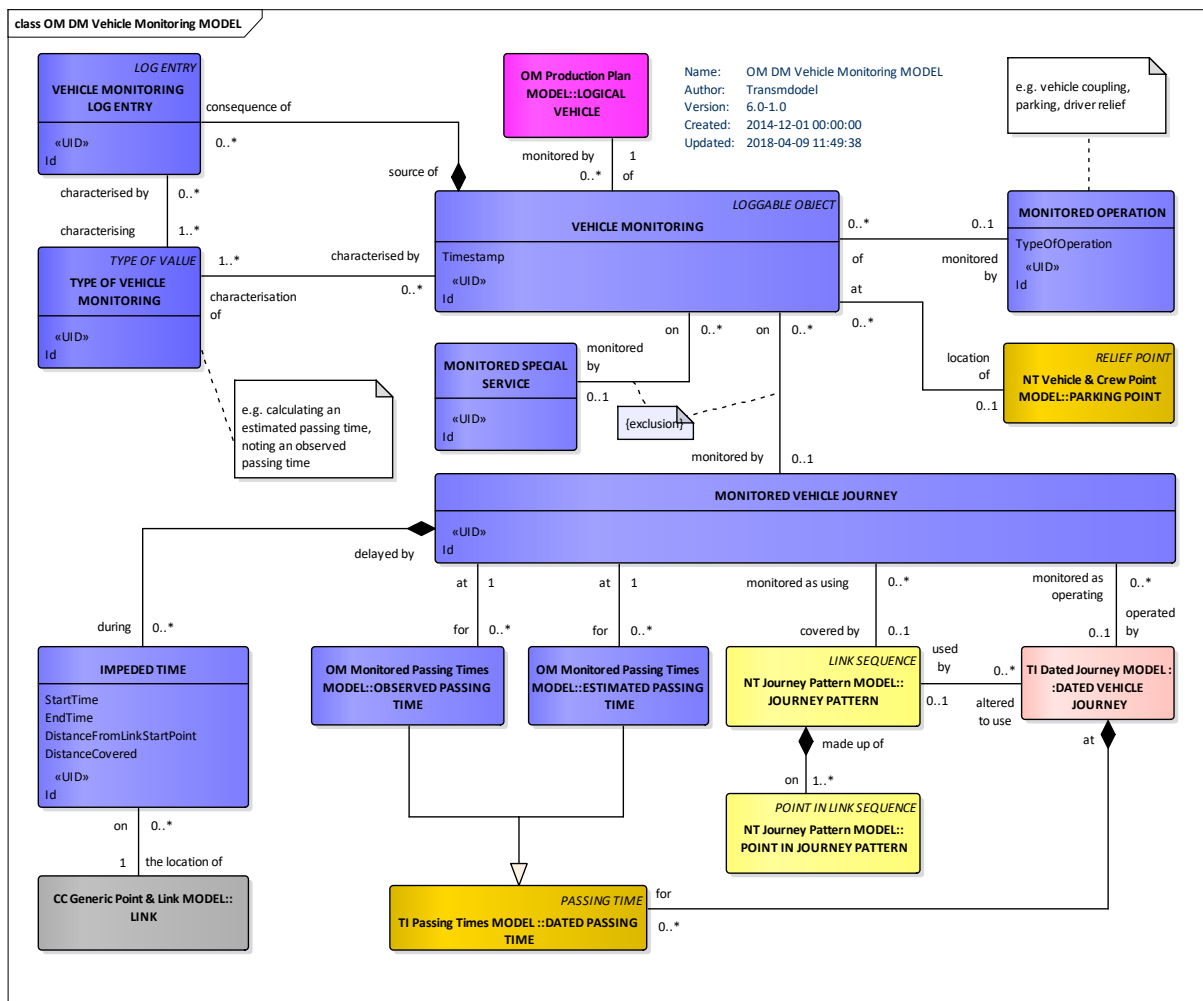 class OM DM Vehicle Monitoring MODEL
LOG ENTRY
VEHICLE MONITORING
LOG ENTRY
«UID»
Id
consequence of
0..*
source of
OM Production Plan
MODEL::LOGICAL
VEHICLE
monitored by
1
0..*
of
Name: OM DM Vehicle Monitoring MODEL
Author: Transmdodel
Version: 6.0-1.0
Created: 2014-12-01 00:00:00
Updated: 2018-04-09 11:49:38
e.g. vehicle coupling,
parking, driver relief
characterised by
0..*
characterising
1..*
LOGGABLE OBJECT
VEHICLE MONITORING
Timestamp
«UID»
Id
0..*
0..1
of
monitored
by
MONITORED OPERATION
TypeOfOperation
«UID»
Id
TYPE OF VALUE
TYPE OF VEHICLE
MONITORING
«UID»
Id
1..*
characterised by
characterisation
of
0..*
at
0..*
location
of
0..1
RELIEF POINT
NT Vehicle & Crew Point
MODEL::PARKING POINT
on
0..*
on
0..*
monitored
by
0..1
MONITORED SPECIAL
SERVICE
«UID»
Id
e.g. calculating an
estimated passing time,
noting an observed
passing time
{exclusion}
monitored by
0..1
MONITORED VEHICLE JOURNEY
«UID»
Id
delayed by
during
0..*
at
1
for
0..*
at
1
for
0..*
monitored as using
0..*
covered by
0..1
monitored as
operating
0..*
operated
by
0..1
IMPEDED TIME
StartTime
EndTime
DistanceFromLinkStartPoint
DistanceCovered
«UID»
Id
OM Monitored Passing Times
MODEL::OBSERVED PASSING
TIME
OM Monitored Passing Times
MODEL::ESTIMATED PASSING
TIME
LINK SEQUENCE
NT Journey Pattern MODEL::
JOURNEY PATTERN
used
by
0..*
0..1
altered
to use
TI Dated Journey MODEL :
:DATED VEHICLE
JOURNEY
made up of
at
on
1..*
POINT IN LINK SEQUENCE
NT Journey Pattern MODEL::
POINT IN JOURNEY PATTERN
on
0..*
1
the location of
CC Generic Point & Link MODEL::
LINK
PASSING TIME
TI Passing Times MODEL ::DATED PASSING
TIME
for
0..*